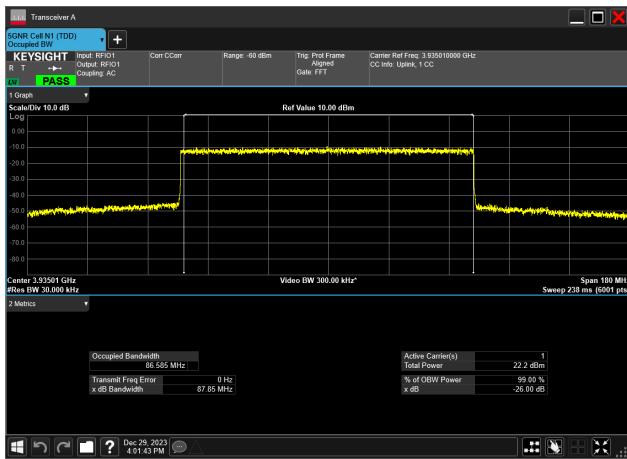 Transceiver A
5GNR Cell N1 (TDD)
Occupied BW
KEYSIGHT
R T
LNI
PASS
Input: RFIO1
Output: RFIO1
Coupling: AC
Corr CCorr
Range: -60 dBm
Trig: Prot Frame
Aligned
Gate: FFT
Carrier Ref Freq: 3.935010000 GHz
CC Info: Uplink, 1 CC
1 Graph
Scale/Div 10.0 dB
Ref Value 10.00 dBm
Log
0.00
-10.0
-20.0
-30.0
-40.0
-50.0
-60.0
-70.0
-80.0
Center 3.93501 GHz
Video BW 300.00 kHz*
Span 180 MHz
#Res BW 30.000 kHz
Sweep 238 ms (6001 pts
2 Metrics
Occupied Bandwidth
86.585 MHz
Active Carrier(s) 1
Total Power 22.2 dBm
Transmit Freq Error 0 Hz
x dB Bandwidth 87.85 MHz
% of OBW Power 99.00 %
x dB -26.00 dB
Dec 29, 2023
4:01:43 PM